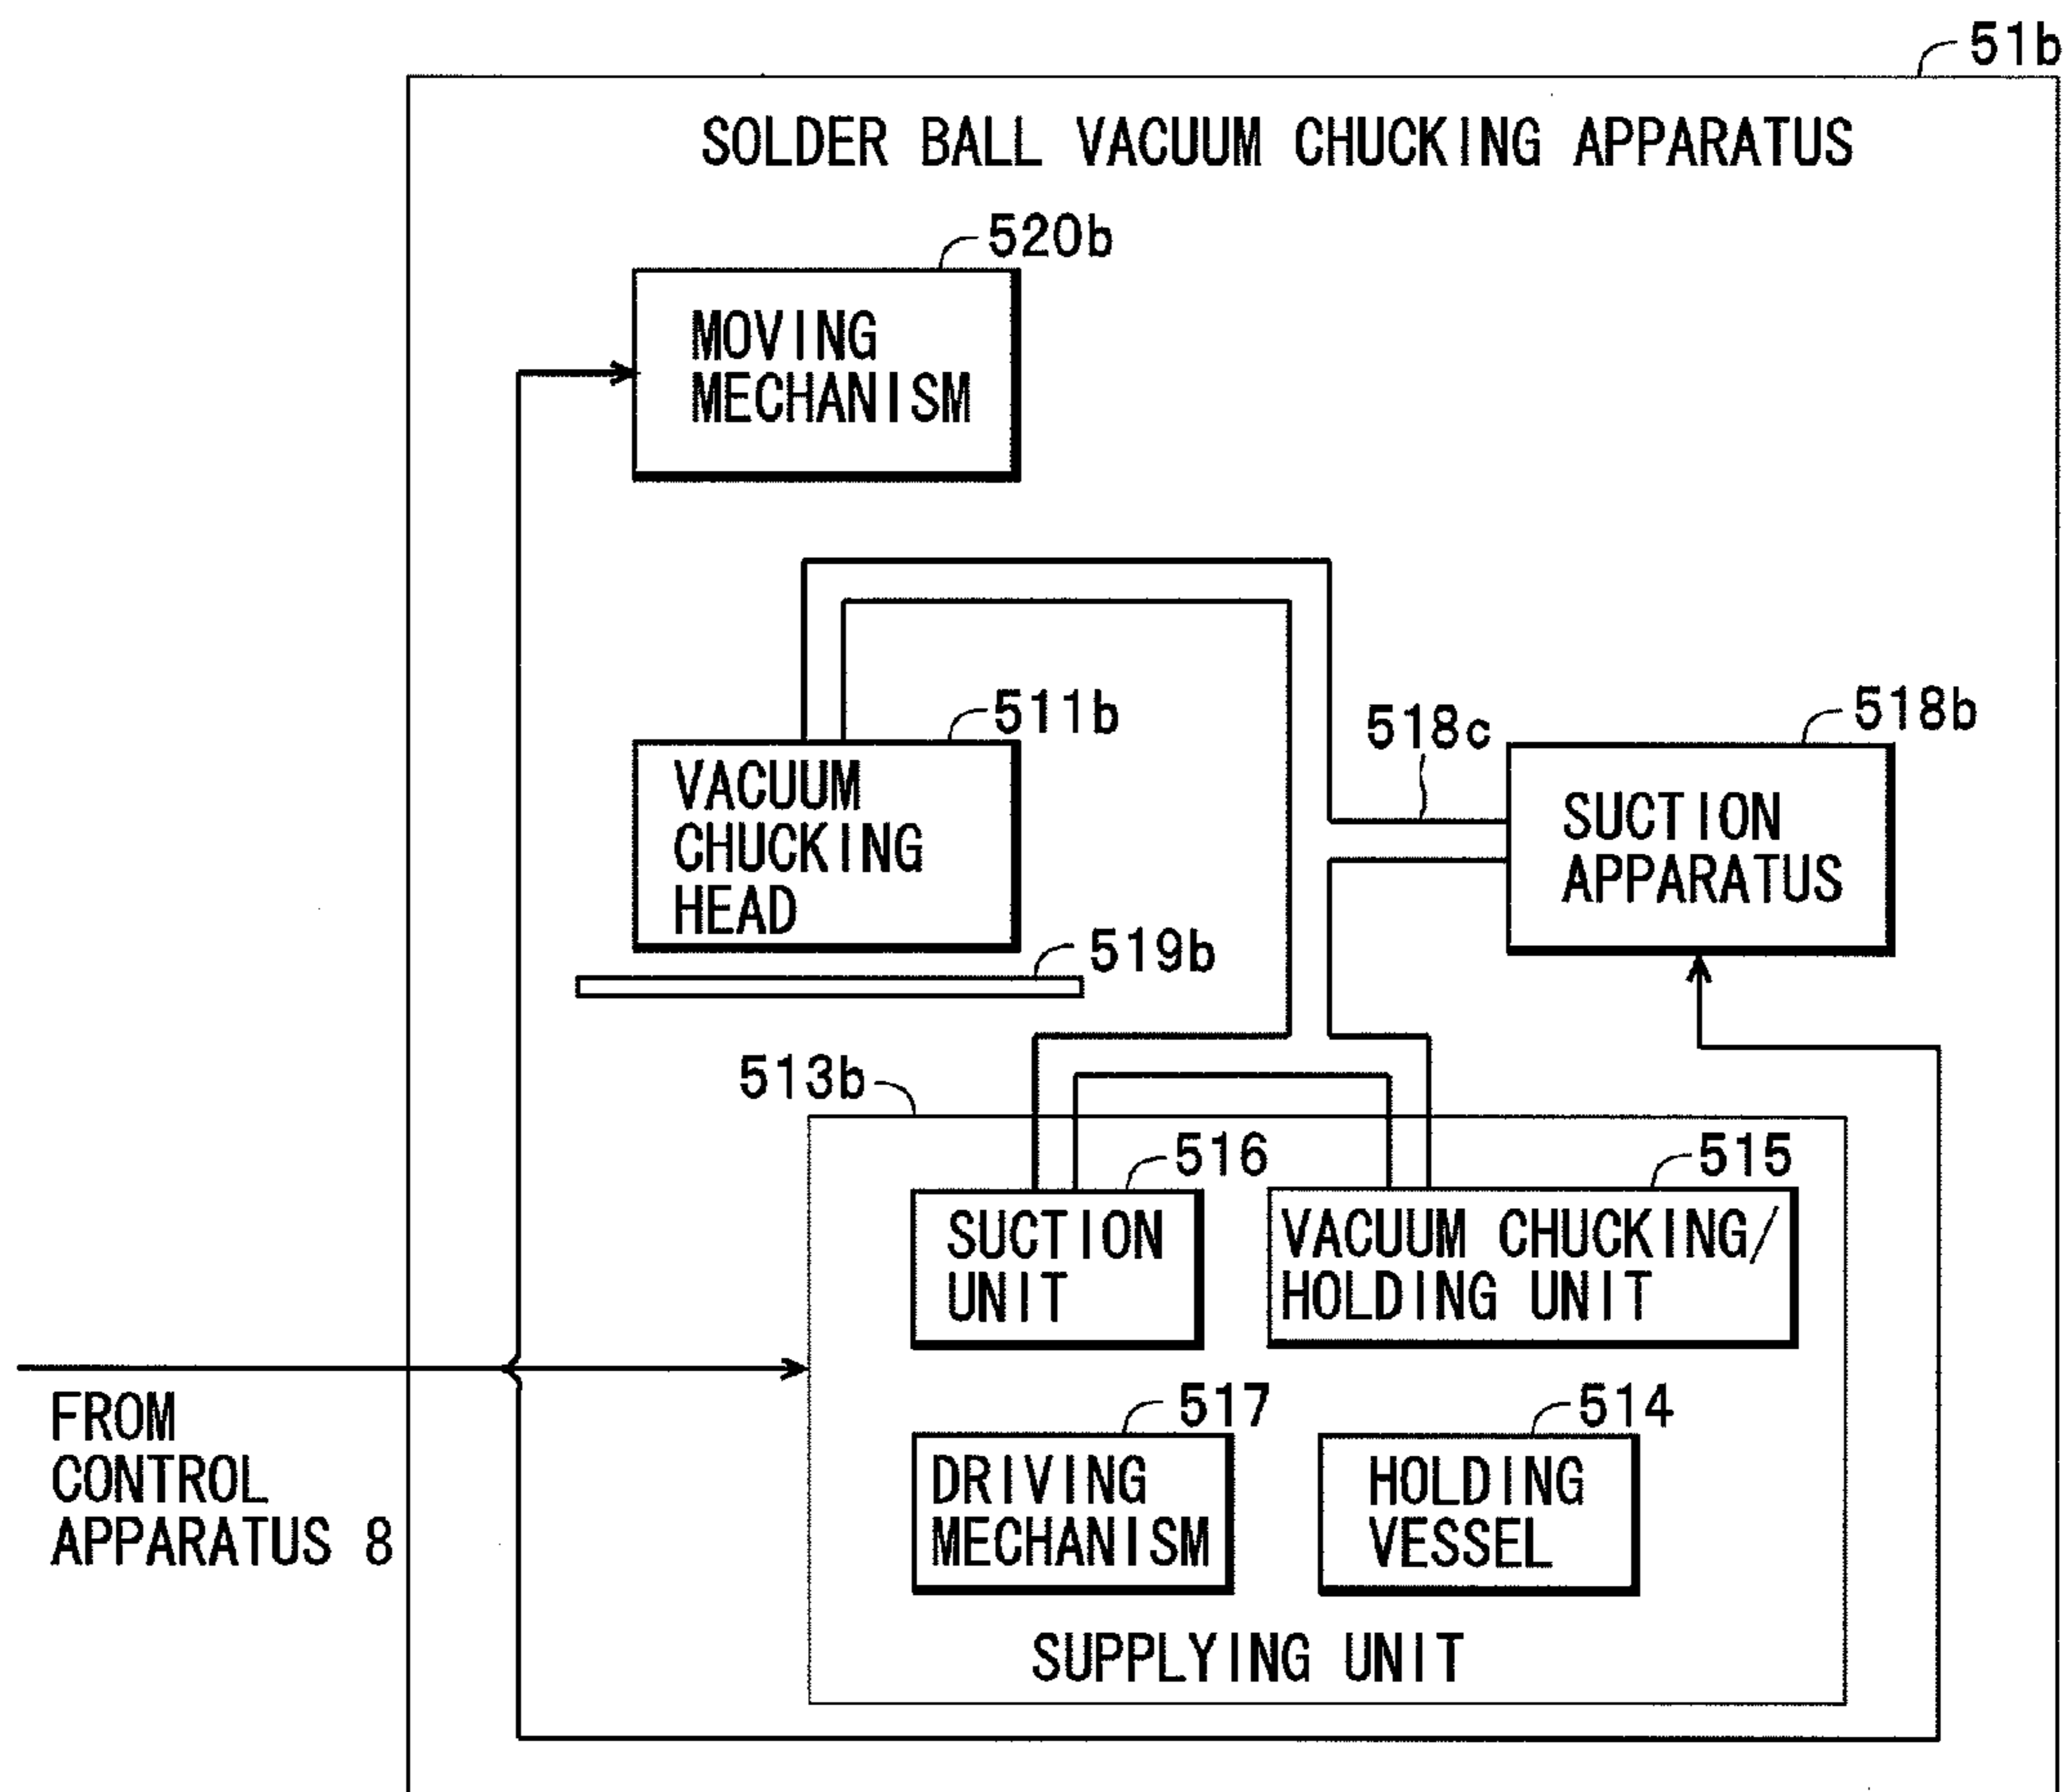 51b
SOLDER BALL VACUUM CHUCKING APPARATUS
520b
MOVING
MECHANISM
511b
518c
518b
VACUUM
CHUCKING
HEAD
SUCTION
APPARATUS
519b
513b
516
515
SUCTION
UNIT
VACUUM CHUCKING/
HOLDING UNIT
FROM
CONTROL
APPARATUS 8
517
514
DRIVING
MECHANISM
HOLDING
VESSEL
SUPPLYING UNIT